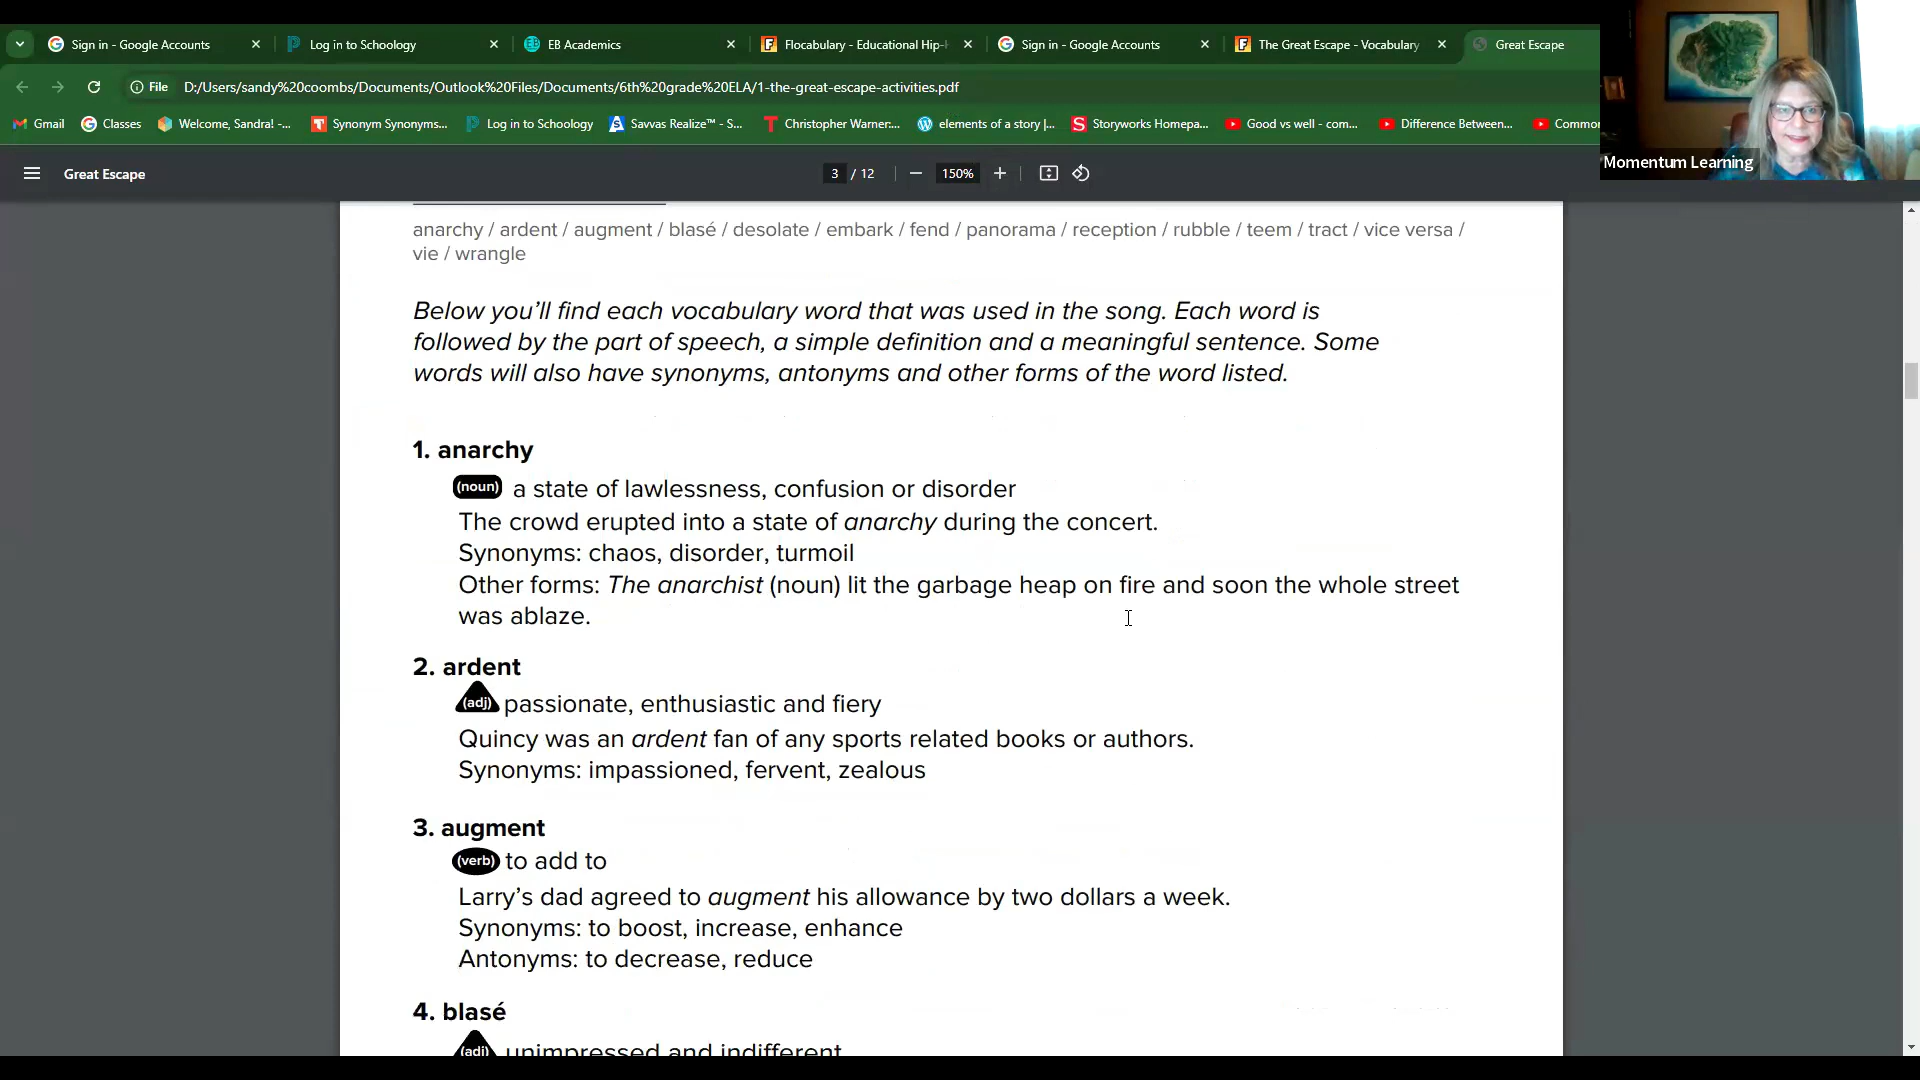 Sign in - Google Accounts
Log in to Schoology
EB Academics
Flocabulary - Educational Hip-
Sign in - Google Accounts
The Great Escape - Vocabulary
Great Escape
File
D:/Users/sandy%20coombs/Documents/Outlook%20Files/Documents/6th%20grade%20ELA/1-the-great-escape-activities.pdf
Gmail
Classes
Welcome, Sandra! -...
Synonym Synonyms...
Log in to Schoology
Savvas Realize™ - S...
Christopher Warner:...
elements of a story |...
Storyworks Homepa...
Good vs well - com...
Difference Between...
Commo
Momentum Learning
Great Escape
3 / 12
150%
anarchy / ardent / augment / blasé / desolate / embark / fend / panorama / reception / rubble / teem / tract / vice versa /
vie / wrangle
Below you’ll find each vocabulary word that was used in the song. Each word is
followed by the part of speech, a simple definition and a meaningful sentence. Some
words will also have synonyms, antonyms and other forms of the word listed.
1. anarchy
(noun) a state of lawlessness, confusion or disorder
The crowd erupted into a state of anarchy during the concert.
Synonyms: chaos, disorder, turmoil
Other forms: The anarchist (noun) lit the garbage heap on fire and soon the whole street
was ablaze.
2. ardent
(adj) passionate, enthusiastic and fiery
Quincy was an ardent fan of any sports related books or authors.
Synonyms: impassioned, fervent, zealous
3. augment
(verb) to add to
Larry’s dad agreed to augment his allowance by two dollars a week.
Synonyms: to boost, increase, enhance
Antonyms: to decrease, reduce
4. blasé
(adj) unimpressed and indifferent